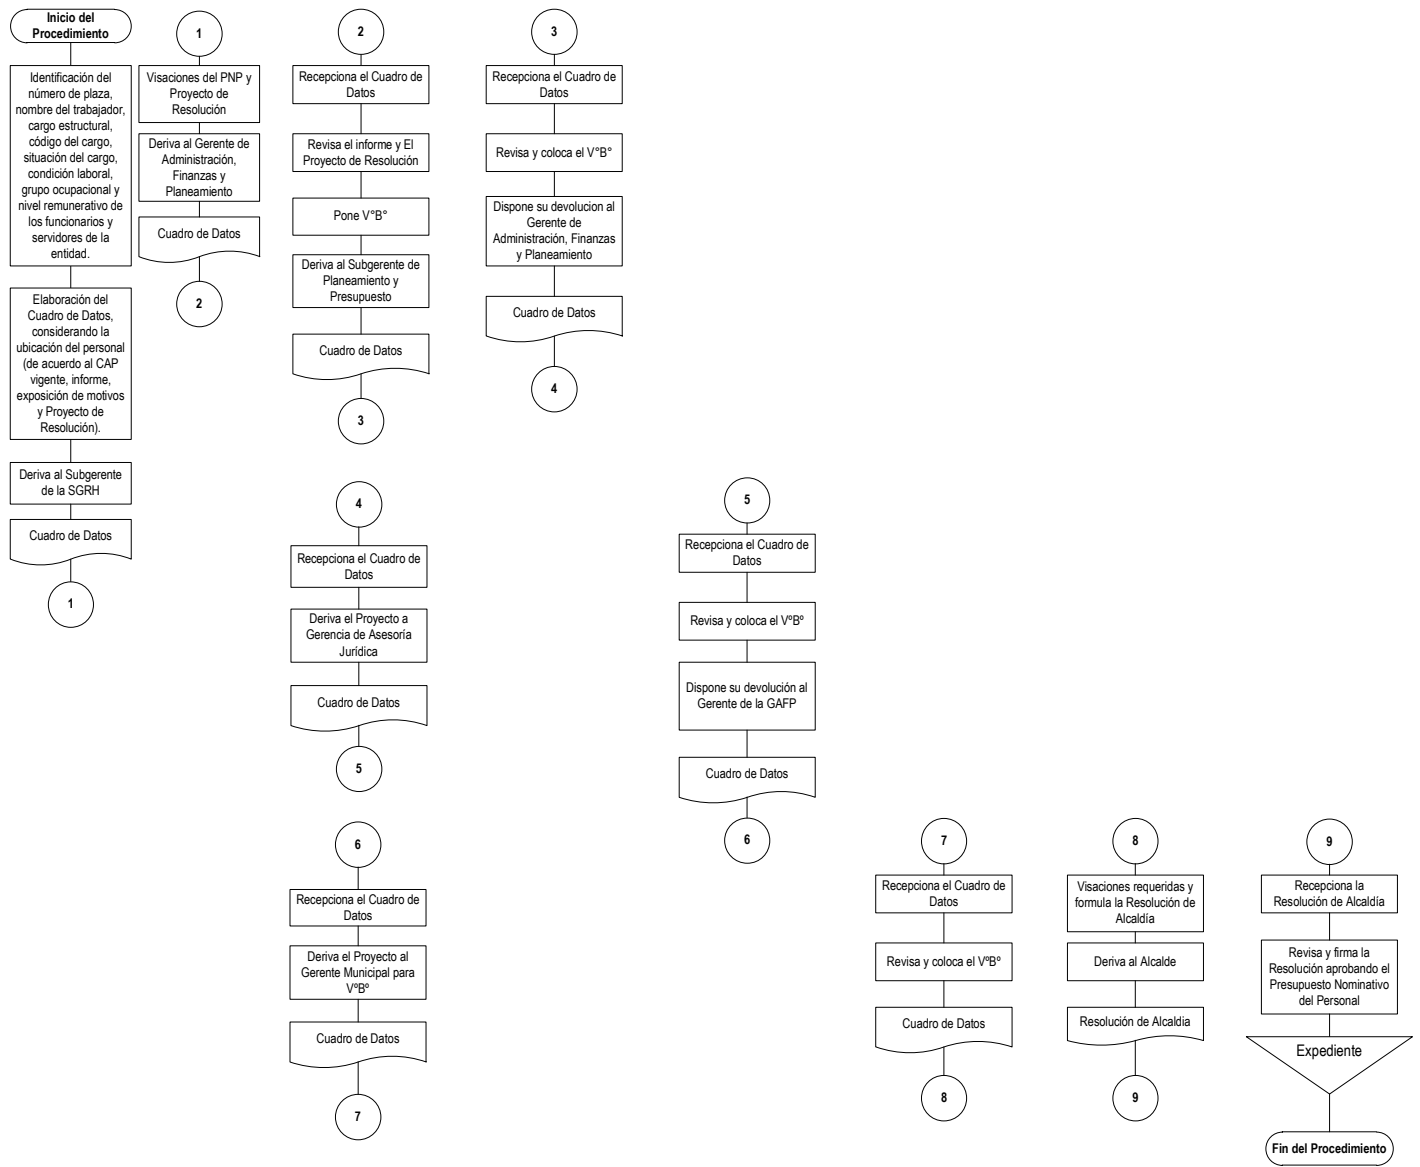 Inicio del
Procedimiento
Identificación del
número de plaza,
nombre del trabajador,
cargo estructural,
código del cargo,
situación del cargo,
condición laboral,
grupo ocupacional y
nivel remunerativo de
los funcionarios y
servidores de la
entidad.
Elaboración del
Cuadro de Datos,
considerando la
ubicación del personal
(de acuerdo al CAP
vigente, informe,
exposición de motivos
y Proyecto de
Resolución).
Deriva al Subgerente
de la SGRH
Cuadro de Datos
1
1
Visaciones del PNP y
Proyecto de
Resolución
Deriva al Gerente de
Administración,
Finanzas y
Planeamiento
Cuadro de Datos
2
2
Recepciona el Cuadro de
Datos
Revisa el informe y El
Proyecto de Resolución
Pone V°B°
Deriva al Subgerente de
Planeamiento y
Presupuesto
Cuadro de Datos
3
3
Recepciona el Cuadro de
Datos
Revisa y coloca el V°B°
Dispone su devolucion al
Gerente de
Administración, Finanzas
y Planeamiento
Cuadro de Datos
4
4
Recepciona el Cuadro de
Datos
Deriva el Proyecto a
Gerencia de Asesoría
Jurídica
Cuadro de Datos
5
5
Recepciona el Cuadro de
Datos
Revisa y coloca el VºBº
Dispone su devolución al
Gerente de la GAFP
Cuadro de Datos
6
6
Recepciona el Cuadro de
Datos
Deriva el Proyecto al
Gerente Municipal para
VºBº
Cuadro de Datos
7
7
Recepciona el Cuadro de
Datos
Revisa y coloca el VºBº
Cuadro de Datos
8
8
Visaciones requeridas y
formula la Resolución de
Alcaldía
Deriva al Alcalde
Resolución de Alcaldia
9
9
Recepciona la
Resolución de Alcaldía
Revisa y firma la
Resolución aprobando el
Presupuesto Nominativo
del Personal
Expediente
Fin del Procedimiento